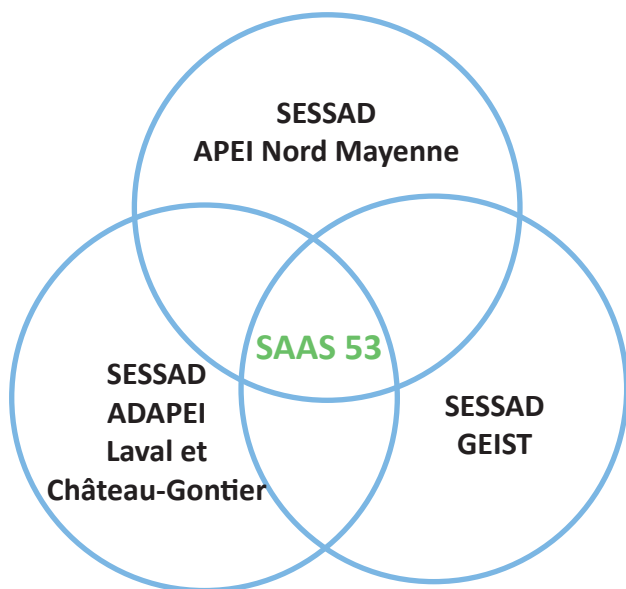 SESSAD
APEI Nord Mayenne
SAAS 53
SESSAD
ADAPEI
Laval et
Château-Gontier
SESSAD
GEIST